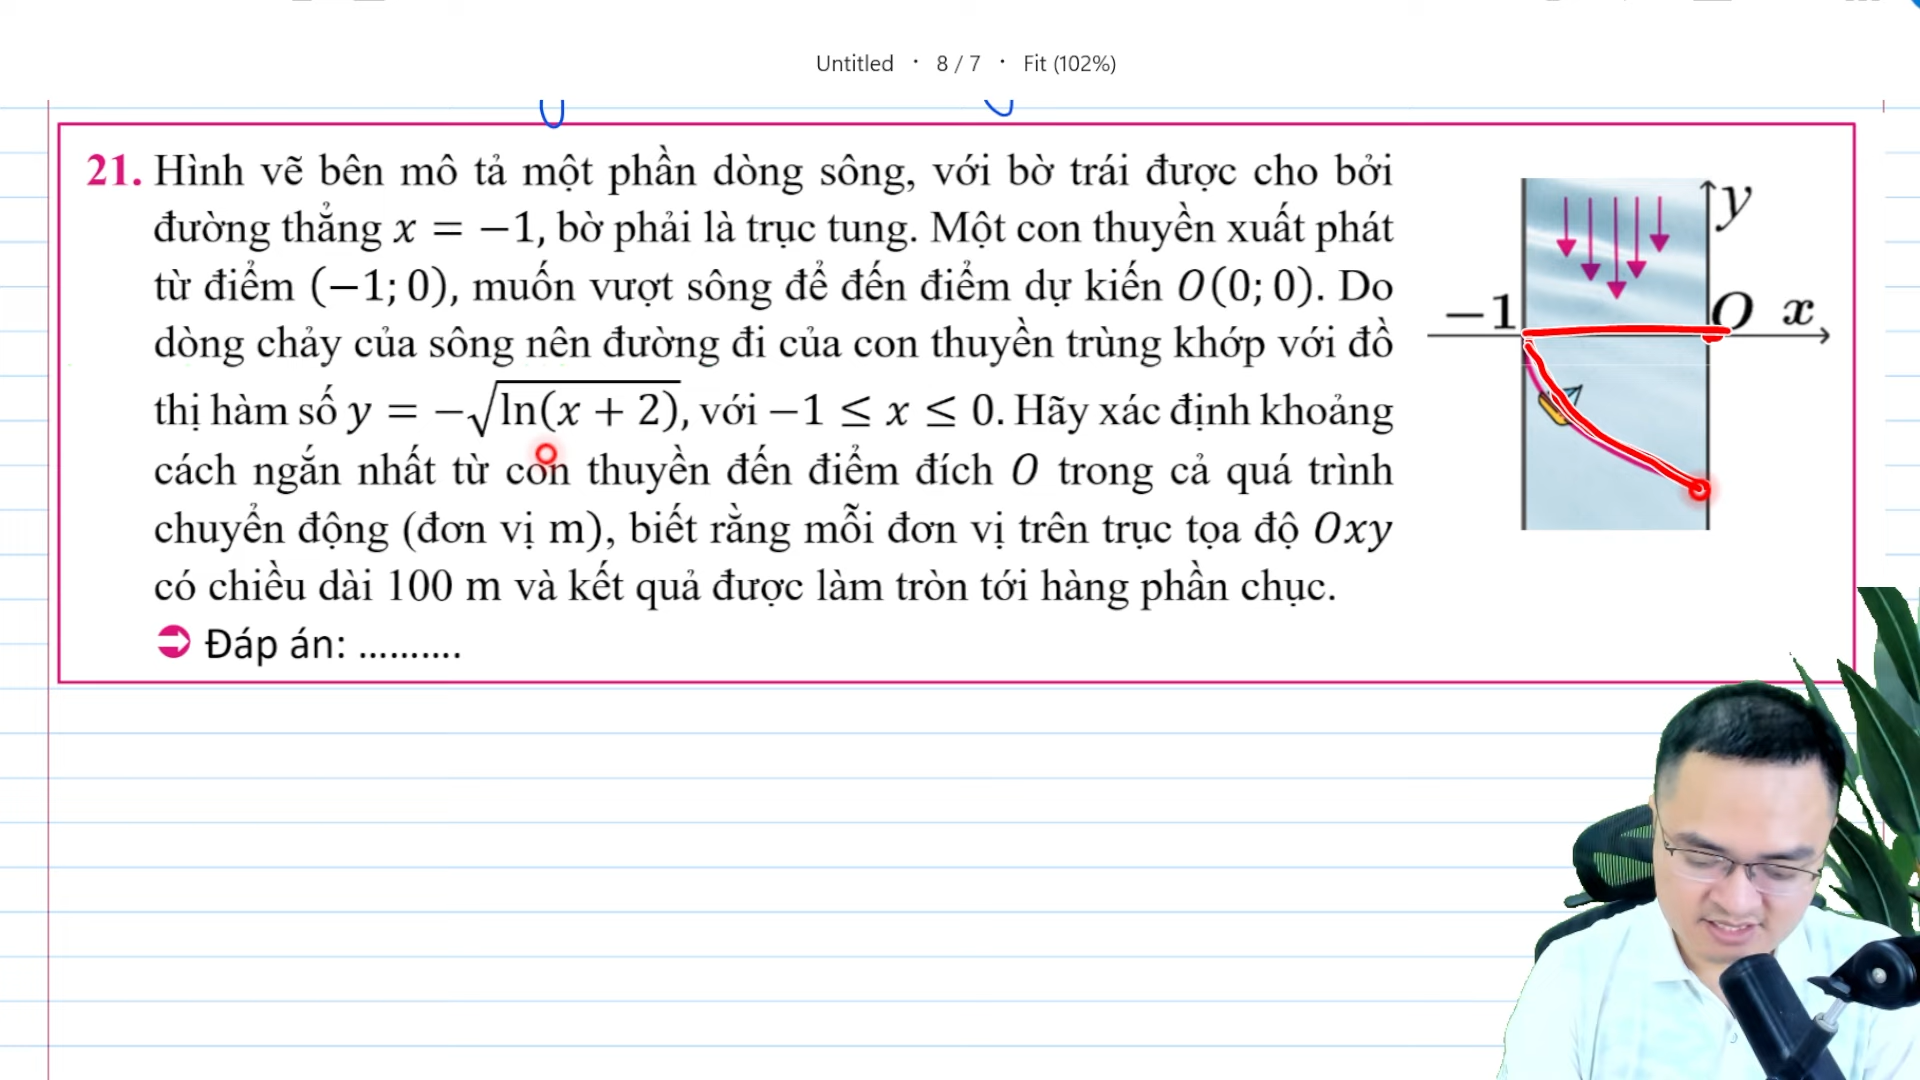 Untitled · 8 / 7 · Fit (102%)
21. Hình vẽ bên mô tả một phần dòng sông, với bờ trái được cho bởi
đường thẳng x = −1, bờ phải là trục tung. Một con thuyền xuất phát
từ điểm (−1; 0), muốn vượt sông để đến điểm dự kiến O(0; 0). Do
dòng chảy của sông nên đường đi của con thuyền trùng khớp với đồ
thị hàm số y = −√ln(x + 2), với −1 ≤ x ≤ 0. Hãy xác định khoảng
cách ngắn nhất từ con thuyền đến điểm đích O trong cả quá trình
chuyển động (đơn vị m), biết rằng mỗi đơn vị trên trục tọa độ Oxy
có chiều dài 100 m và kết quả được làm tròn tới hàng phần chục.
➲ Đáp án: ..........
y
−1 O x